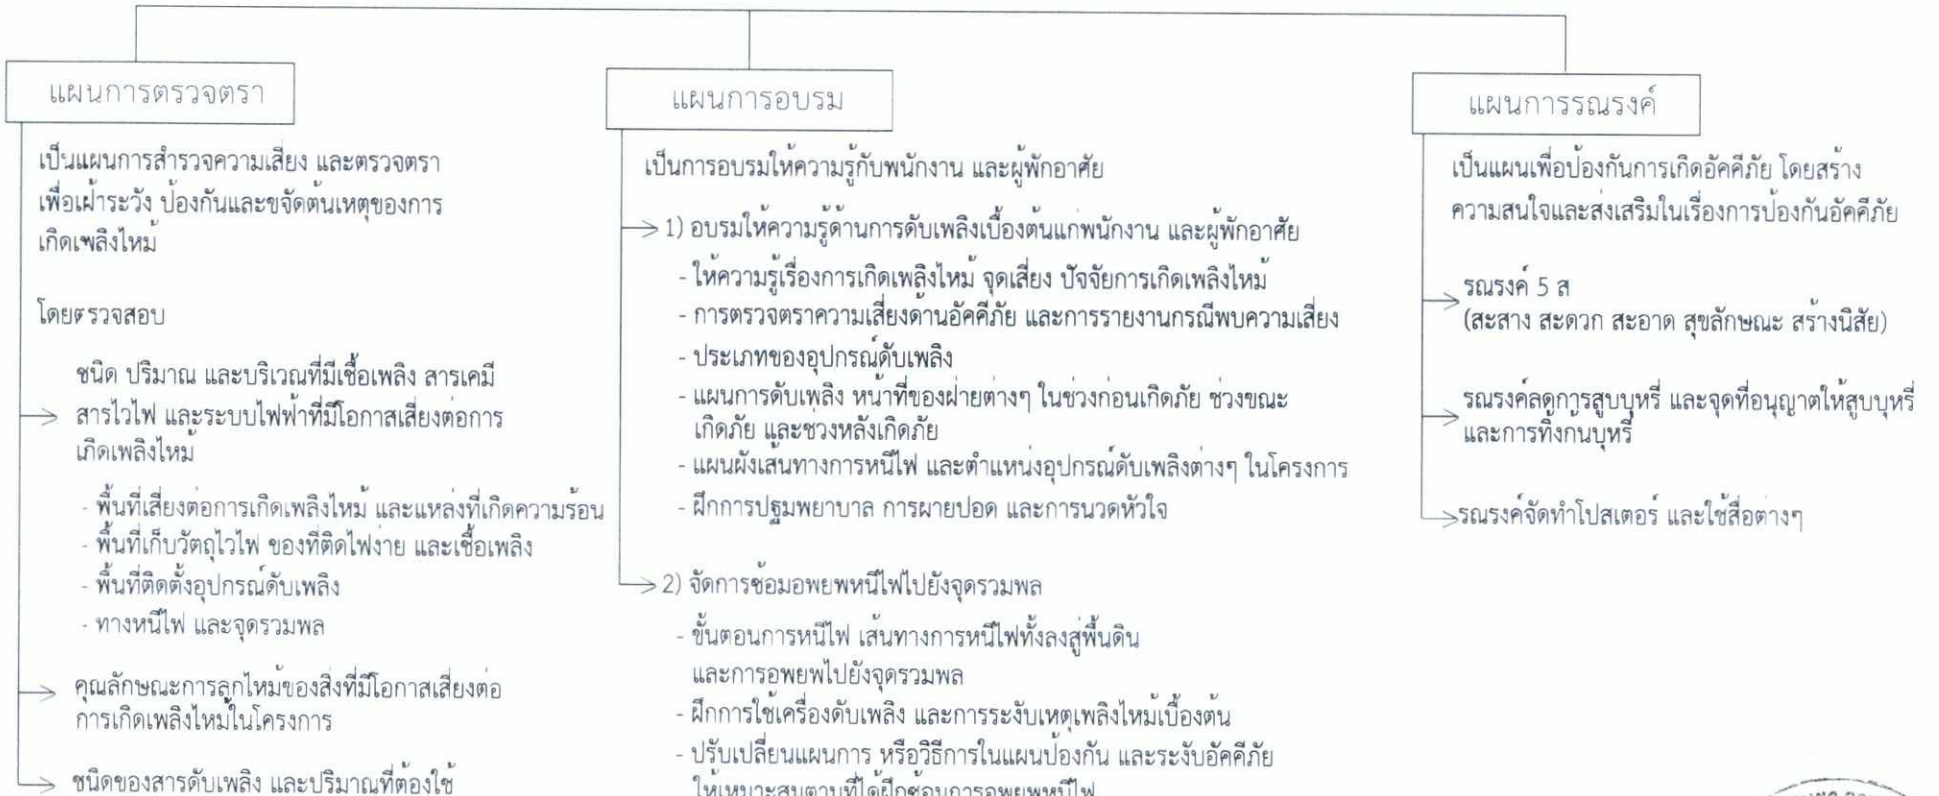 แผนการตรวจตรา
เป็นแผนการสำรวจความเสี่ยง และตรวจตรา
เพื่อเฝ้าระวัง ป้องกันและขจัดต้นเหตุของการ
เกิดเพลิงไหม้
โดยตรวจสอบ
ชนิด ปริมาณ และบริเวณที่มีเชื้อเพลิง สารเคมี
สารไวไฟ และระบบไฟฟ้าที่มีโอกาสเสี่ยงต่อการ
เกิดเพลิงไหม้
- พื้นที่เสี่ยงต่อการเกิดเพลิงไหม้ และแหล่งที่เกิดความร้อน
- พื้นที่เก็บวัตถุไวไฟ ของที่ติดไฟง่าย และเชื้อเพลิง
- พื้นที่ติดตั้งอุปกรณ์ดับเพลิง
- ทางหนีไฟ และจุดรวมพล
คุณลักษณะการลุกไหม้ของสิ่งที่มีโอกาสเสี่ยงต่อ
การเกิดเพลิงไหม้ในโครงการ
ชนิดของสารดับเพลิง และปริมาณที่ต้องใช้
แผนการอบรม
เป็นการอบรมให้ความรู้กับพนักงาน และผู้พักอาศัย
1) อบรมให้ความรู้ด้านการดับเพลิงเบื้องต้นแก่พนักงาน และผู้พักอาศัย
- ให้ความรู้เรื่องการเกิดเพลิงไหม้ จุดเสี่ยง ปัจจัยการเกิดเพลิงไหม้
- การตรวจตราความเสี่ยงด้านอัคคีภัย และการรายงานกรณีพบความเสี่ยง
- ประเภทของอุปกรณ์ดับเพลิง
- แผนการดับเพลิง หน้าที่ของฝ่ายต่างๆ ในช่วงก่อนเกิดภัย ช่วงขณะ
เกิดภัย และช่วงหลังเกิดภัย
- แผนผังเส้นทางการหนีไฟ และตำแหน่งอุปกรณ์ดับเพลิงต่างๆ ในโครงการ
- ฝึกการปฐมพยาบาล การผายปอด และการนวดหัวใจ
2) จัดการซ้อมอพยพหนีไฟไปยังจุดรวมพล
- ขั้นตอนการหนีไฟ เส้นทางการหนีไฟทั้งลงสู่พื้นดิน
และการอพยพไปยังจุดรวมพล
- ฝึกการใช้เครื่องดับเพลิง และการระงับเหตุเพลิงไหม้เบื้องต้น
- ปรับเปลี่ยนแผนการ หรือวิธีการในแผนป้องกัน และระงับอัคคีภัย
ให้เหมาะสมตามที่ได้ฝึกซ้อมการอพยพหนีไฟ
แผนการรณรงค์
เป็นแผนเพื่อป้องกันการเกิดอัคคีภัย โดยสร้าง
ความสนใจและส่งเสริมในเรื่องการป้องกันอัคคีภัย
รณรงค์ 5 ส
(สะสาง สะดวก สะอาด สุขลักษณะ สร้างนิสัย)
รณรงค์ลดการสูบบุหรี่ และจุดที่อนุญาตให้สูบบุหรี่
และการทิ้งก้นบุหรี่
รณรงค์จัดทำโปสเตอร์ และใช้สื่อต่างๆ